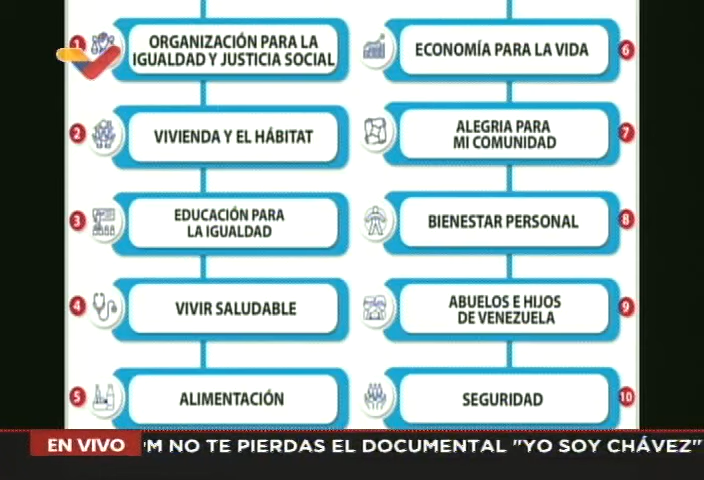 1
ORGANIZACIÓN PARA LA
IGUALDAD Y JUSTICIA SOCIAL
2
VIVIENDA Y EL HÁBITAT
3
EDUCACIÓN PARA
LA IGUALDAD
4
VIVIR SALUDABLE
5
ALIMENTACIÓN
ECONOMÍA PARA LA VIDA
6
ALEGRIA PARA
MI COMUNIDAD
7
BIENESTAR PERSONAL
8
ABUELOS E HIJOS
DE VENEZUELA
9
SEGURIDAD
10
EN VIVO
'M NO TE PIERDAS EL DOCUMENTAL "YO SOY CHÁVEZ"